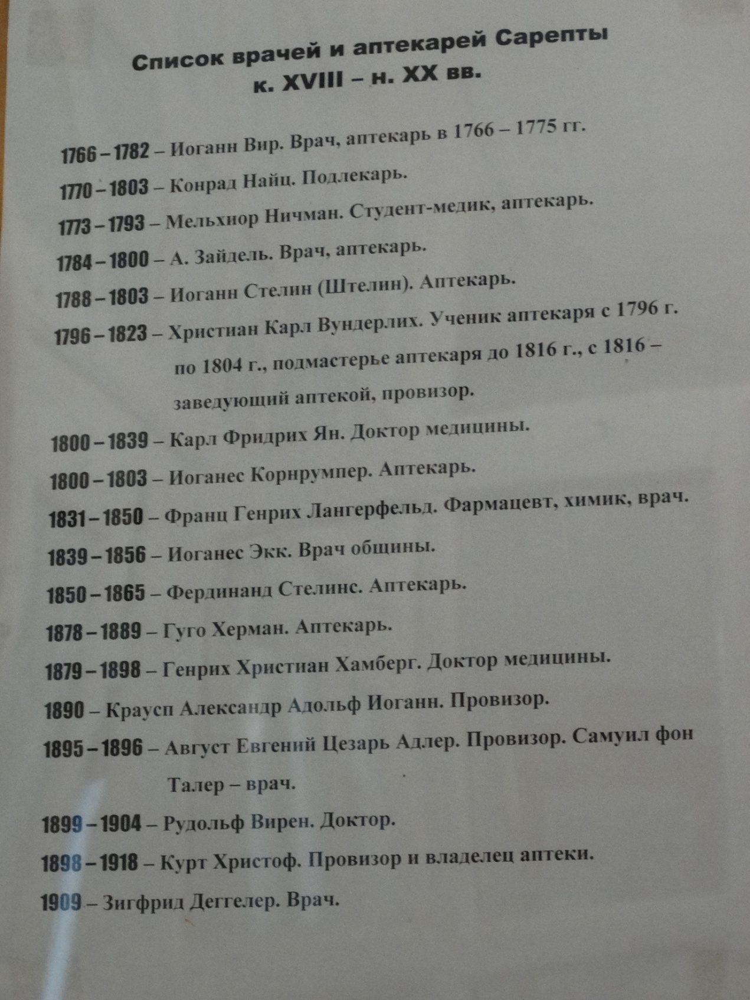 Список врачей и аптекарей Сарепты
к. XVIII – н. XX вв.
1766 – 1782 – Иоганн Вир. Врач, аптекарь в 1766 – 1775 гг.
1770 – 1803 – Конрад Найц. Подлекарь.
1773 – 1793 – Мельхиор Ничман. Студент-медик, аптекарь.
1784 – 1800 – А. Зайдель. Врач, аптекарь.
1788 – 1803 – Иоганн Стелин (Штелин). Аптекарь.
1796 – 1823 – Христиан Карл Вундерлих. Ученик аптекаря с 1796 г.
по 1804 г., подмастерье аптекаря до 1816 г., с 1816 –
заведующий аптекой, провизор.
1800 – 1839 – Карл Фридрих Ян. Доктор медицины.
1800 – 1803 – Иоганес Корнрумпер. Аптекарь.
1831 – 1850 – Франц Генрих Лангерфельд. Фармацевт, химик, врач.
1839 – 1856 – Иоганес Экк. Врач общины.
1850 – 1865 – Фердинанд Стелинс. Аптекарь.
1878 – 1889 – Гуго Херман. Аптекарь.
1879 – 1898 – Генрих Христиан Хамберг. Доктор медицины.
1890 – Краусп Александр Адольф Иоганн. Провизор.
1895 – 1896 – Август Евгений Цезарь Адлер. Провизор. Самуил фон
Талер – врач.
1899 – 1904 – Рудольф Вирен. Доктор.
1898 – 1918 – Курт Христоф. Провизор и владелец аптеки.
1909 – Зигфрид Деггелер. Врач.